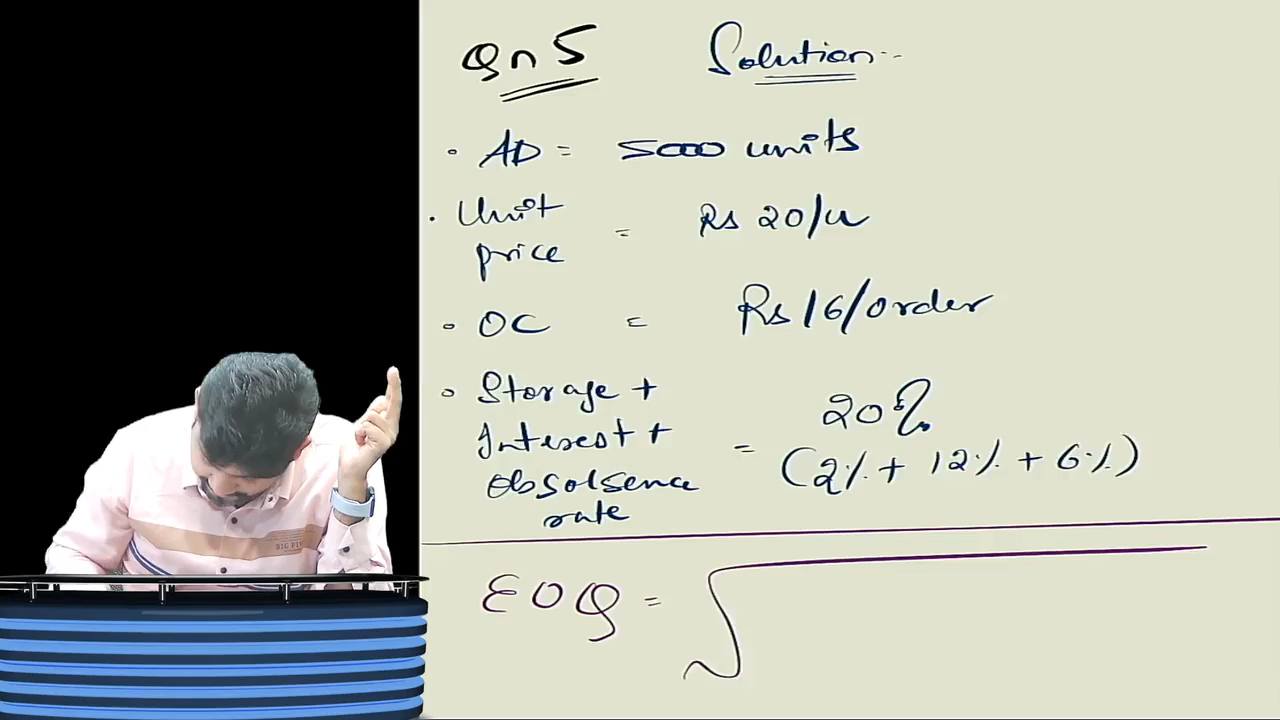 Qn 5 Solution:-
• AD = 5000 units
• Unit price = Rs 20/u
• OC = Rs 16/order
• Storage +
Interest + = 20%
Obsolsence (2% + 12% + 6%)
rate
EOQ = √